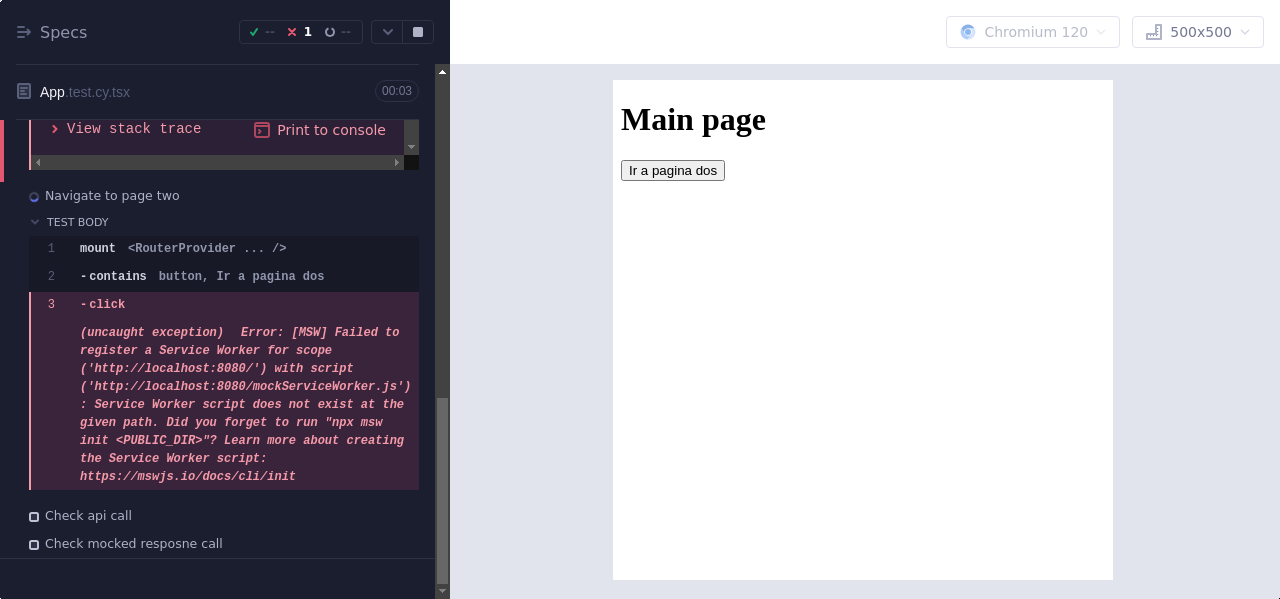 Specs
-- 1 --
Chromium 120
500x500
App.test.cy.tsx
00:03
View stack trace
Print to console
Navigate to page two
TEST BODY
1 mount <RouterProvider ... />
2 -contains button, Ir a pagina dos
3 -click
(uncaught exception) Error: [MSW] Failed to
register a Service Worker for scope
('http://localhost:8080/') with script
('http://localhost:8080/mockServiceWorker.js')
: Service Worker script does not exist at the
given path. Did you forget to run "npx msw
init <PUBLIC_DIR>"? Learn more about creating
the Service Worker script:
https://mswjs.io/docs/cli/init
Check api call
Check mocked resposne call
Main page
Ir a pagina dos